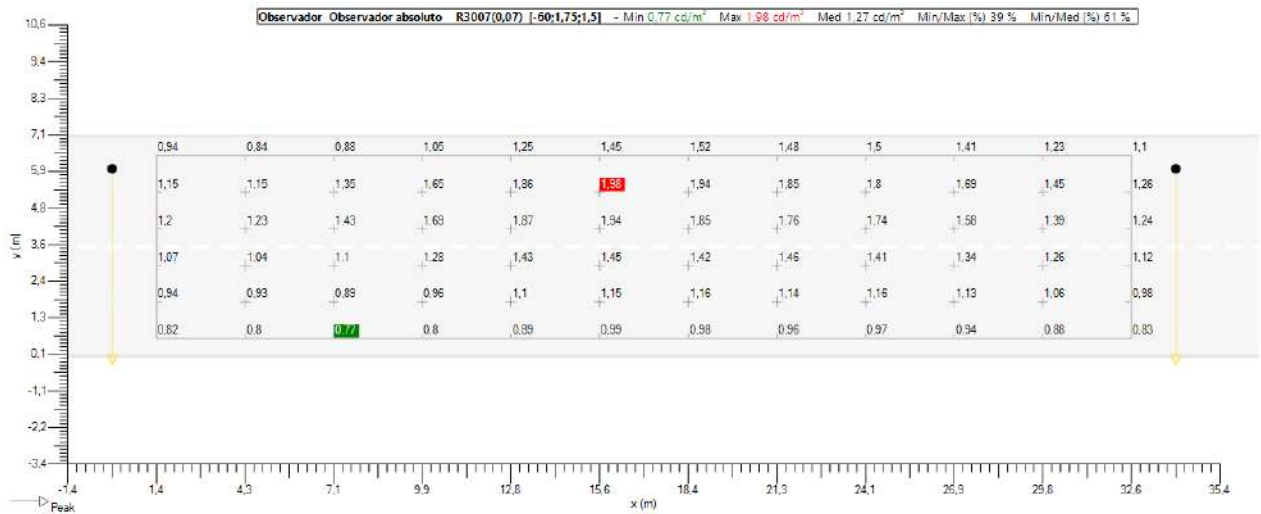 Observador Observador absoluto R3007(0,07) [-60;1,75;1,5] - Min 0,77 cd/m² Max 1,98 cd/m² Med 1,27 cd/m² Min/Max (%) 39 % Min/Med (%) 61 %
10,6
9,4
8,3
7,1
0,94 0,84 0,88 1,05 1,25 1,45 1,52 1,48 1,5 1,41 1,23 1,1
5,9
1,15 1,15 1,35 1,65 1,86 1,98 1,94 1,85 1,8 1,69 1,45 1,26
4,8
1,2 1,23 1,43 1,69 1,87 1,94 1,85 1,76 1,74 1,58 1,39 1,24
3,6
y (m)
1,07 1,04 1,1 1,28 1,43 1,45 1,42 1,46 1,41 1,34 1,26 1,12
2,4
0,94 0,93 0,89 0,96 1,1 1,15 1,16 1,14 1,16 1,13 1,06 0,98
1,3
0,82 0,8 0,77 0,8 0,89 0,99 0,98 0,96 0,97 0,94 0,88 0,83
0,1
-1,1
-2,2
-3,4
-1,4 1,4 4,3 7,1 9,9 12,8 15,6 18,4 21,3 24,1 26,9 29,8 32,6 35,4
Peak
x (m)